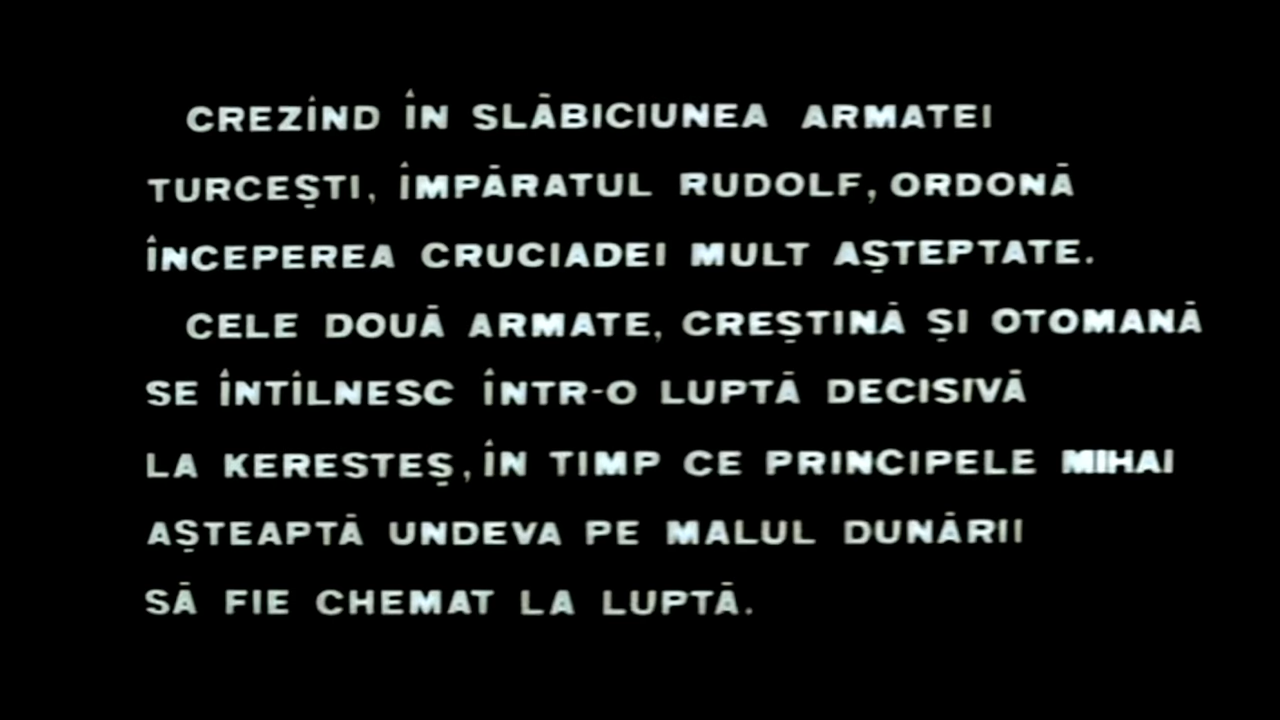 CREZÎND ÎN SLĂBICIUNEA ARMATEI
TURCEȘTI, ÎMPĂRATUL RUDOLF, ORDONĂ
ÎNCEPEREA CRUCIADEI MULT AȘTEPTATE.
CELE DOUĂ ARMATE, CREȘTINĂ ȘI OTOMANĂ
SE ÎNTÎLNESC ÎNTR-O LUPTĂ DECISIVĂ
LA KERESTEȘ, ÎN TIMP CE PRINCIPELE MIHAI
AȘTEAPTĂ UNDEVA PE MALUL DUNĂRII
SĂ FIE CHEMAT LA LUPTĂ.